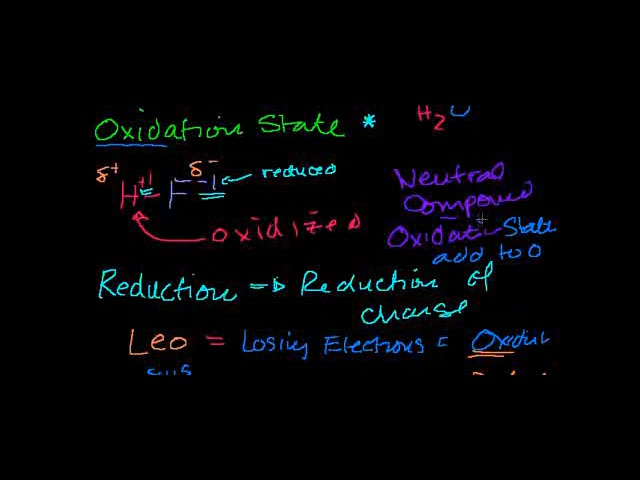 Oxidation State *
H2O
δ+ H+1 – F-1 δ-
reduced
oxidized
Neutral
Compound
Oxidation State
add to 0
Reduction => Reduction of
charge
Leo = Losing Electrons =
says